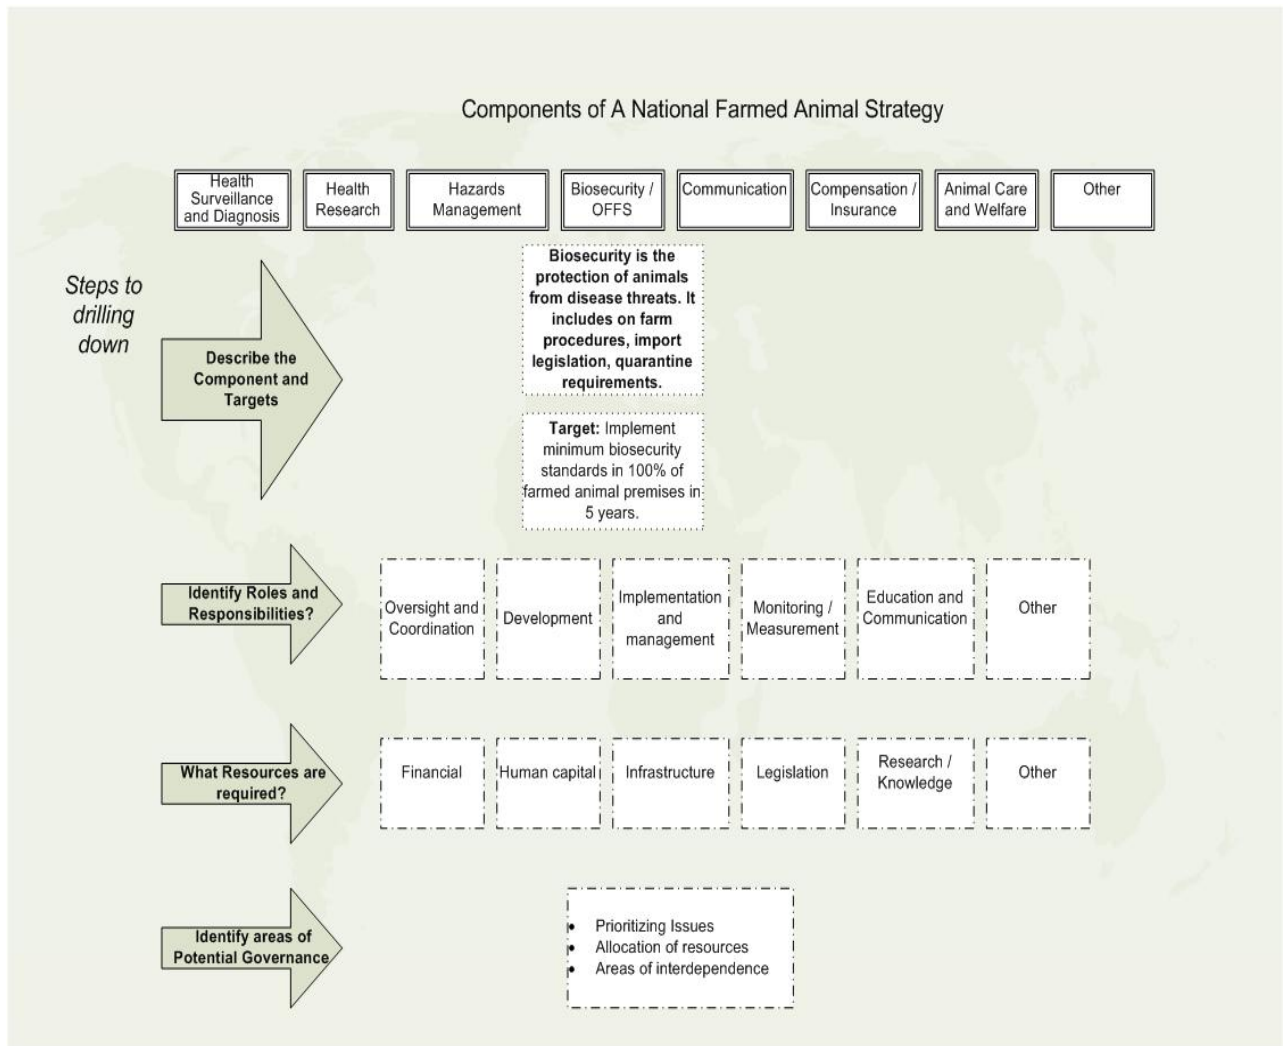 Components of A National Farmed Animal Strategy
Health
Surveillance
and Diagnosis
Health
Research
Hazards
Management
Biosecurity /
OFFS
Communication
Compensation /
Insurance
Animal Care
and Welfare
Other
Steps to
drilling
down
Describe the
Component and
Targets
Biosecurity is the
protection of animals
from disease threats. It
includes on farm
procedures, import
legislation, quarantine
requirements.
Target: Implement
minimum biosecurity
standards in 100% of
farmed animal premises in
5 years.
Identify Roles and
Responsibilities?
Oversight and
Coordination
Development
Implementation
and
management
Monitoring /
Measurement
Education and
Communication
Other
What Resources are
required?
Financial
Human capital
Infrastructure
Legislation
Research /
Knowledge
Other
Identify areas of
Potential Governance
• Prioritizing Issues
• Allocation of resources
• Areas of interdependence